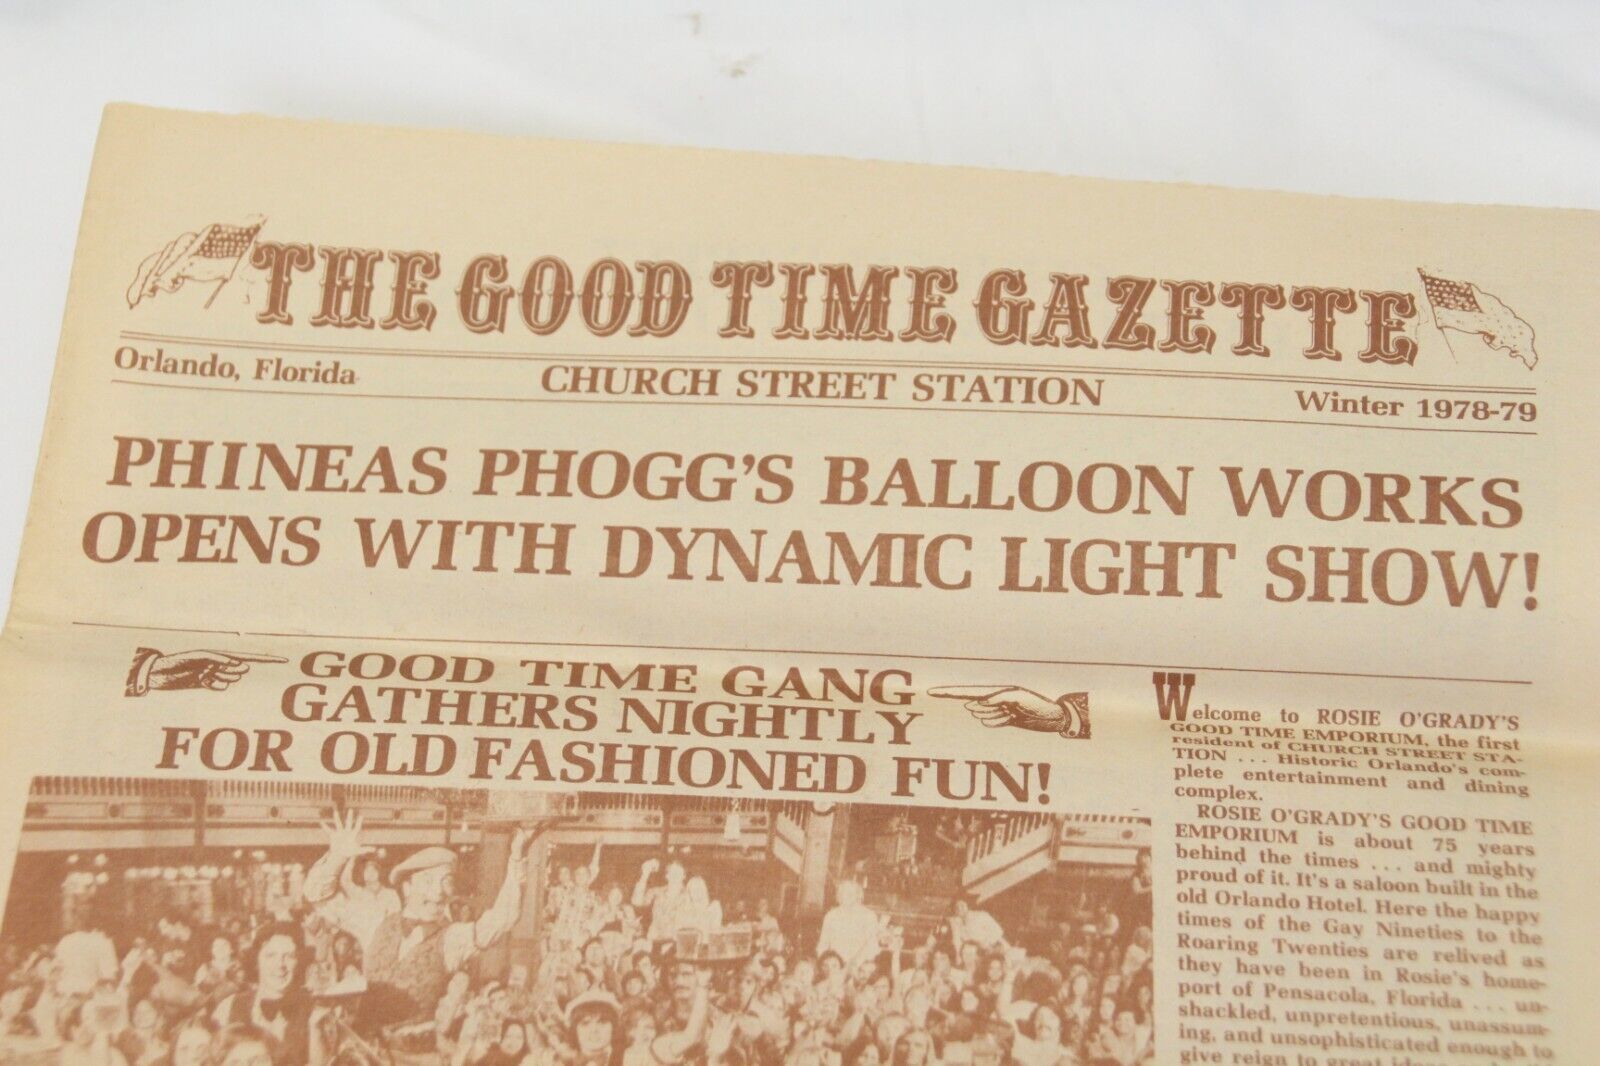 THE GOOD TIME GAZETTE
Orlando, Florida
CHURCH STREET STATION
Winter 1978-79
PHINEAS PHOGG'S BALLOON WORKS
OPENS WITH DYNAMIC LIGHT SHOW!
GOOD TIME GANG
GATHERS NIGHTLY
FOR OLD FASHIONED FUN!
Welcome to ROSIE O'GRADY'S
GOOD TIME EMPORIUM, the first
resident of CHURCH STREET STA-
TION ... Historic Orlando's com-
plete entertainment and dining
complex.
ROSIE O'GRADY'S GOOD TIME
EMPORIUM is about 75 years
behind the times ... and mighty
proud of it. It's a saloon built in the
old Orlando Hotel. Here the happy
times of the Gay Nineties to the
Roaring Twenties are relived as
they have been in Rosie's home-
port of Pensacola, Florida ... un-
shackled, unpretentious, unassum-
ing, and unsophisticated enough to
give reign to great